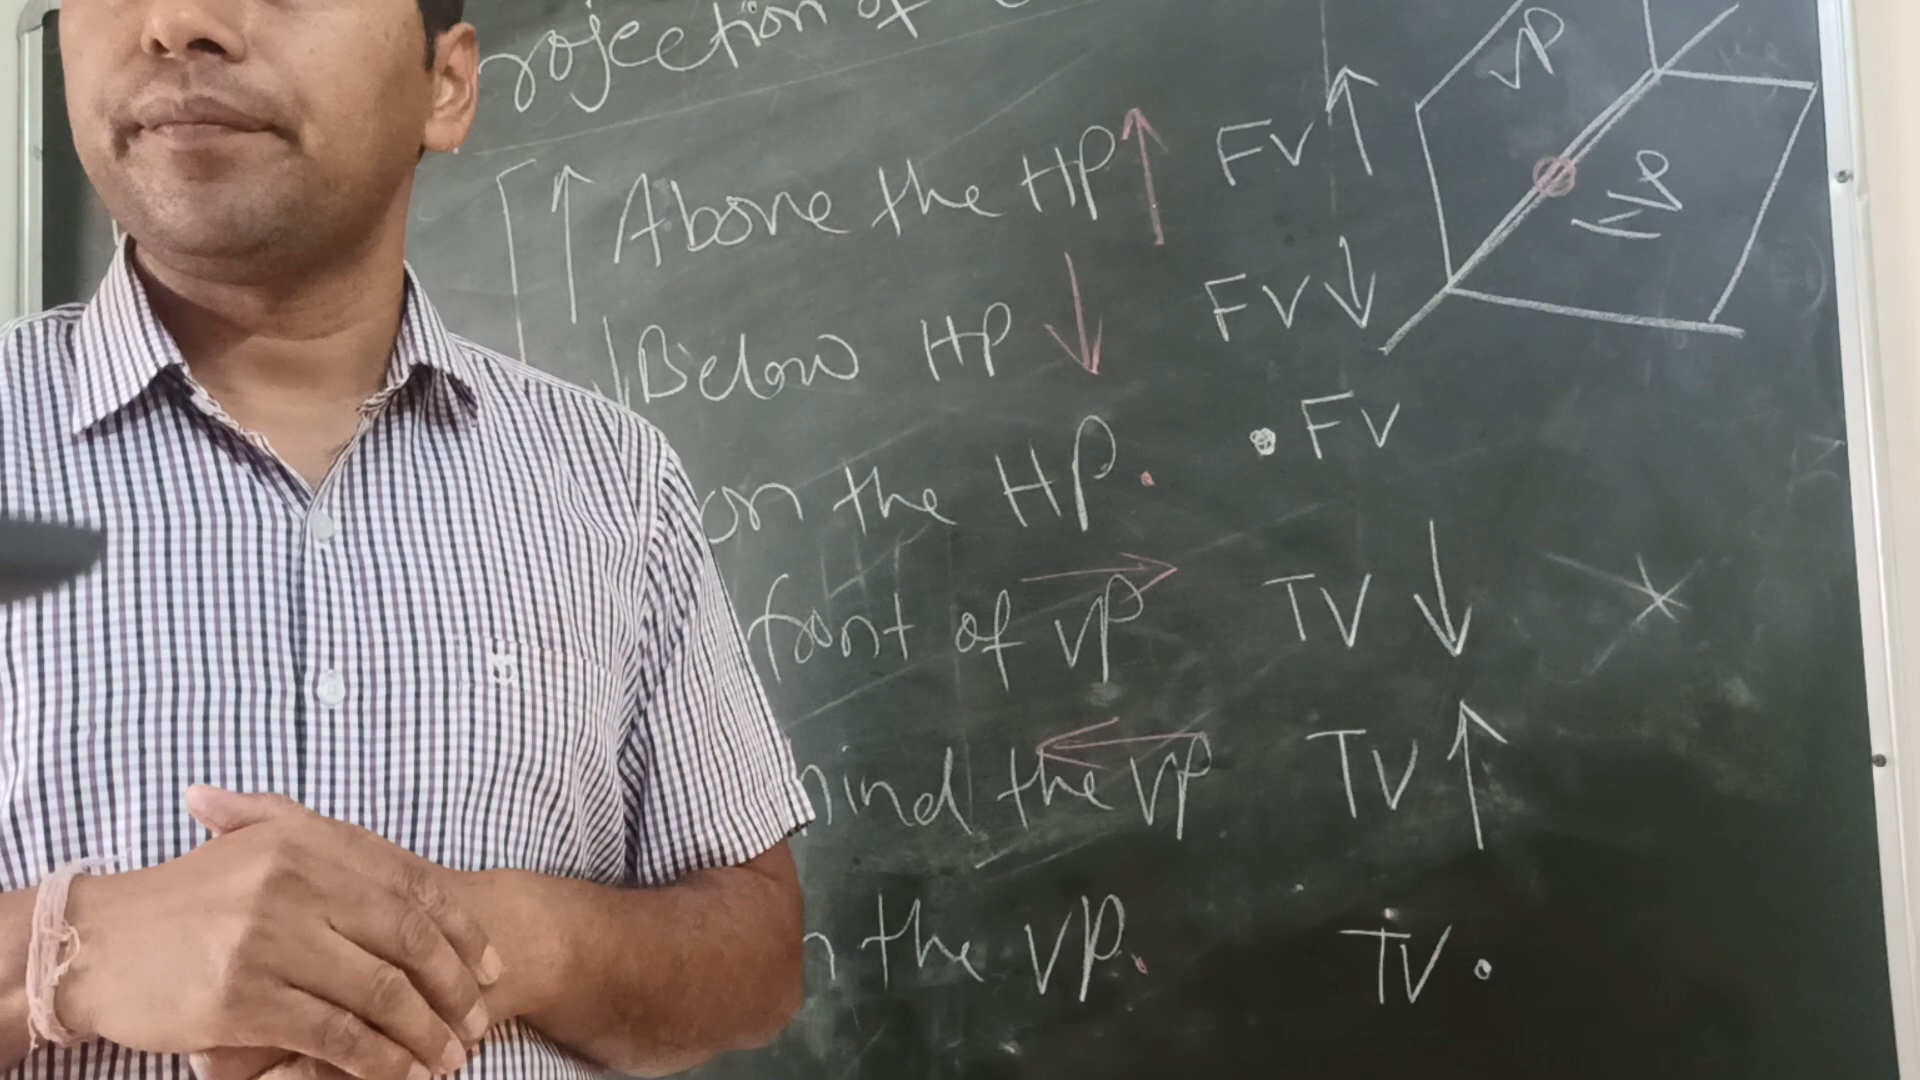 rojection of
↑ Above the HP ↑ FV ↑
Below HP ↓ FV ↓
on the HP. • FV
front of VP → TV ↓
hind the VP ← TV ↑
n the VP. TV •
VP
HP